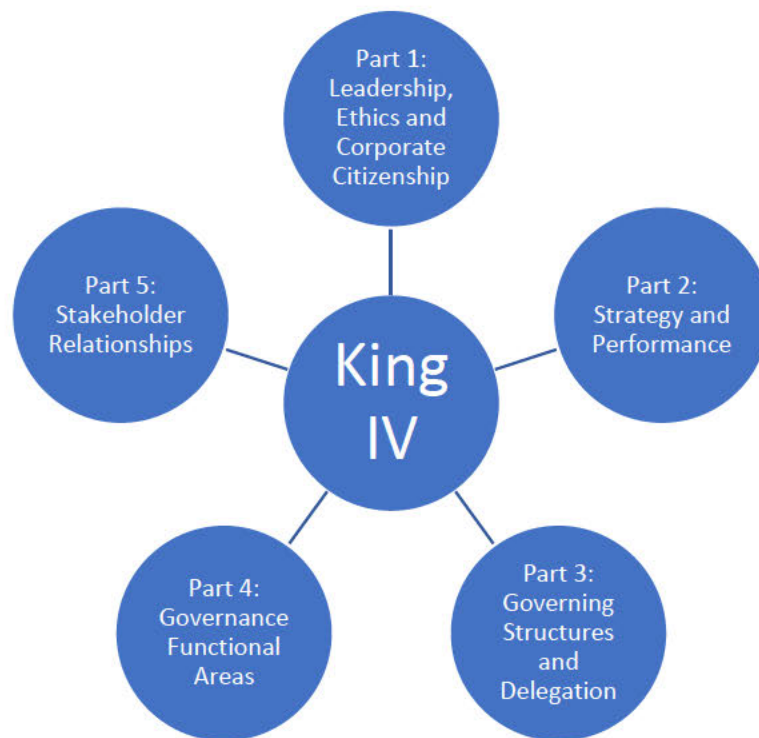 Part 1:
Leadership,
Ethics and
Corporate
Citizenship
Part 2:
Strategy and
Performance
Part 3:
Governing
Structures
and
Delegation
Part 4:
Governance
Functional
Areas
Part 5:
Stakeholder
Relationships
King
IV